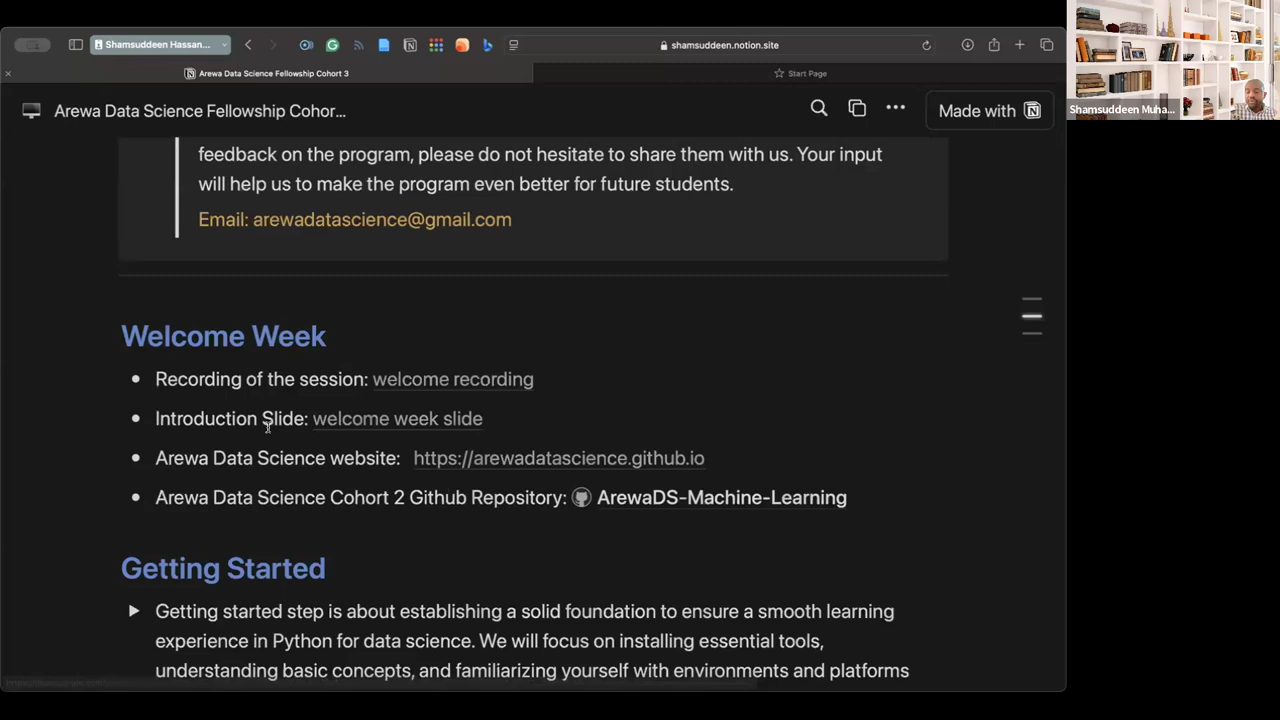 Shamsuddeen Hassan...
shamsuddeen.notion.site
Arewa Data Science Fellowship Cohort 3
Start Page
Arewa Data Science Fellowship Cohor...
Made with
Shamsuddeen Muha...
feedback on the program, please do not hesitate to share them with us. Your input
will help us to make the program even better for future students.
Email: arewadatascience@gmail.com
Welcome Week
• Recording of the session: welcome recording
• Introduction Slide: welcome week slide
• Arewa Data Science website: https://arewadatascience.github.io
• Arewa Data Science Cohort 2 Github Repository: ArewaDS-Machine-Learning
Getting Started
Getting started step is about establishing a solid foundation to ensure a smooth learning
experience in Python for data science. We will focus on installing essential tools,
understanding basic concepts, and familiarizing yourself with environments and platforms